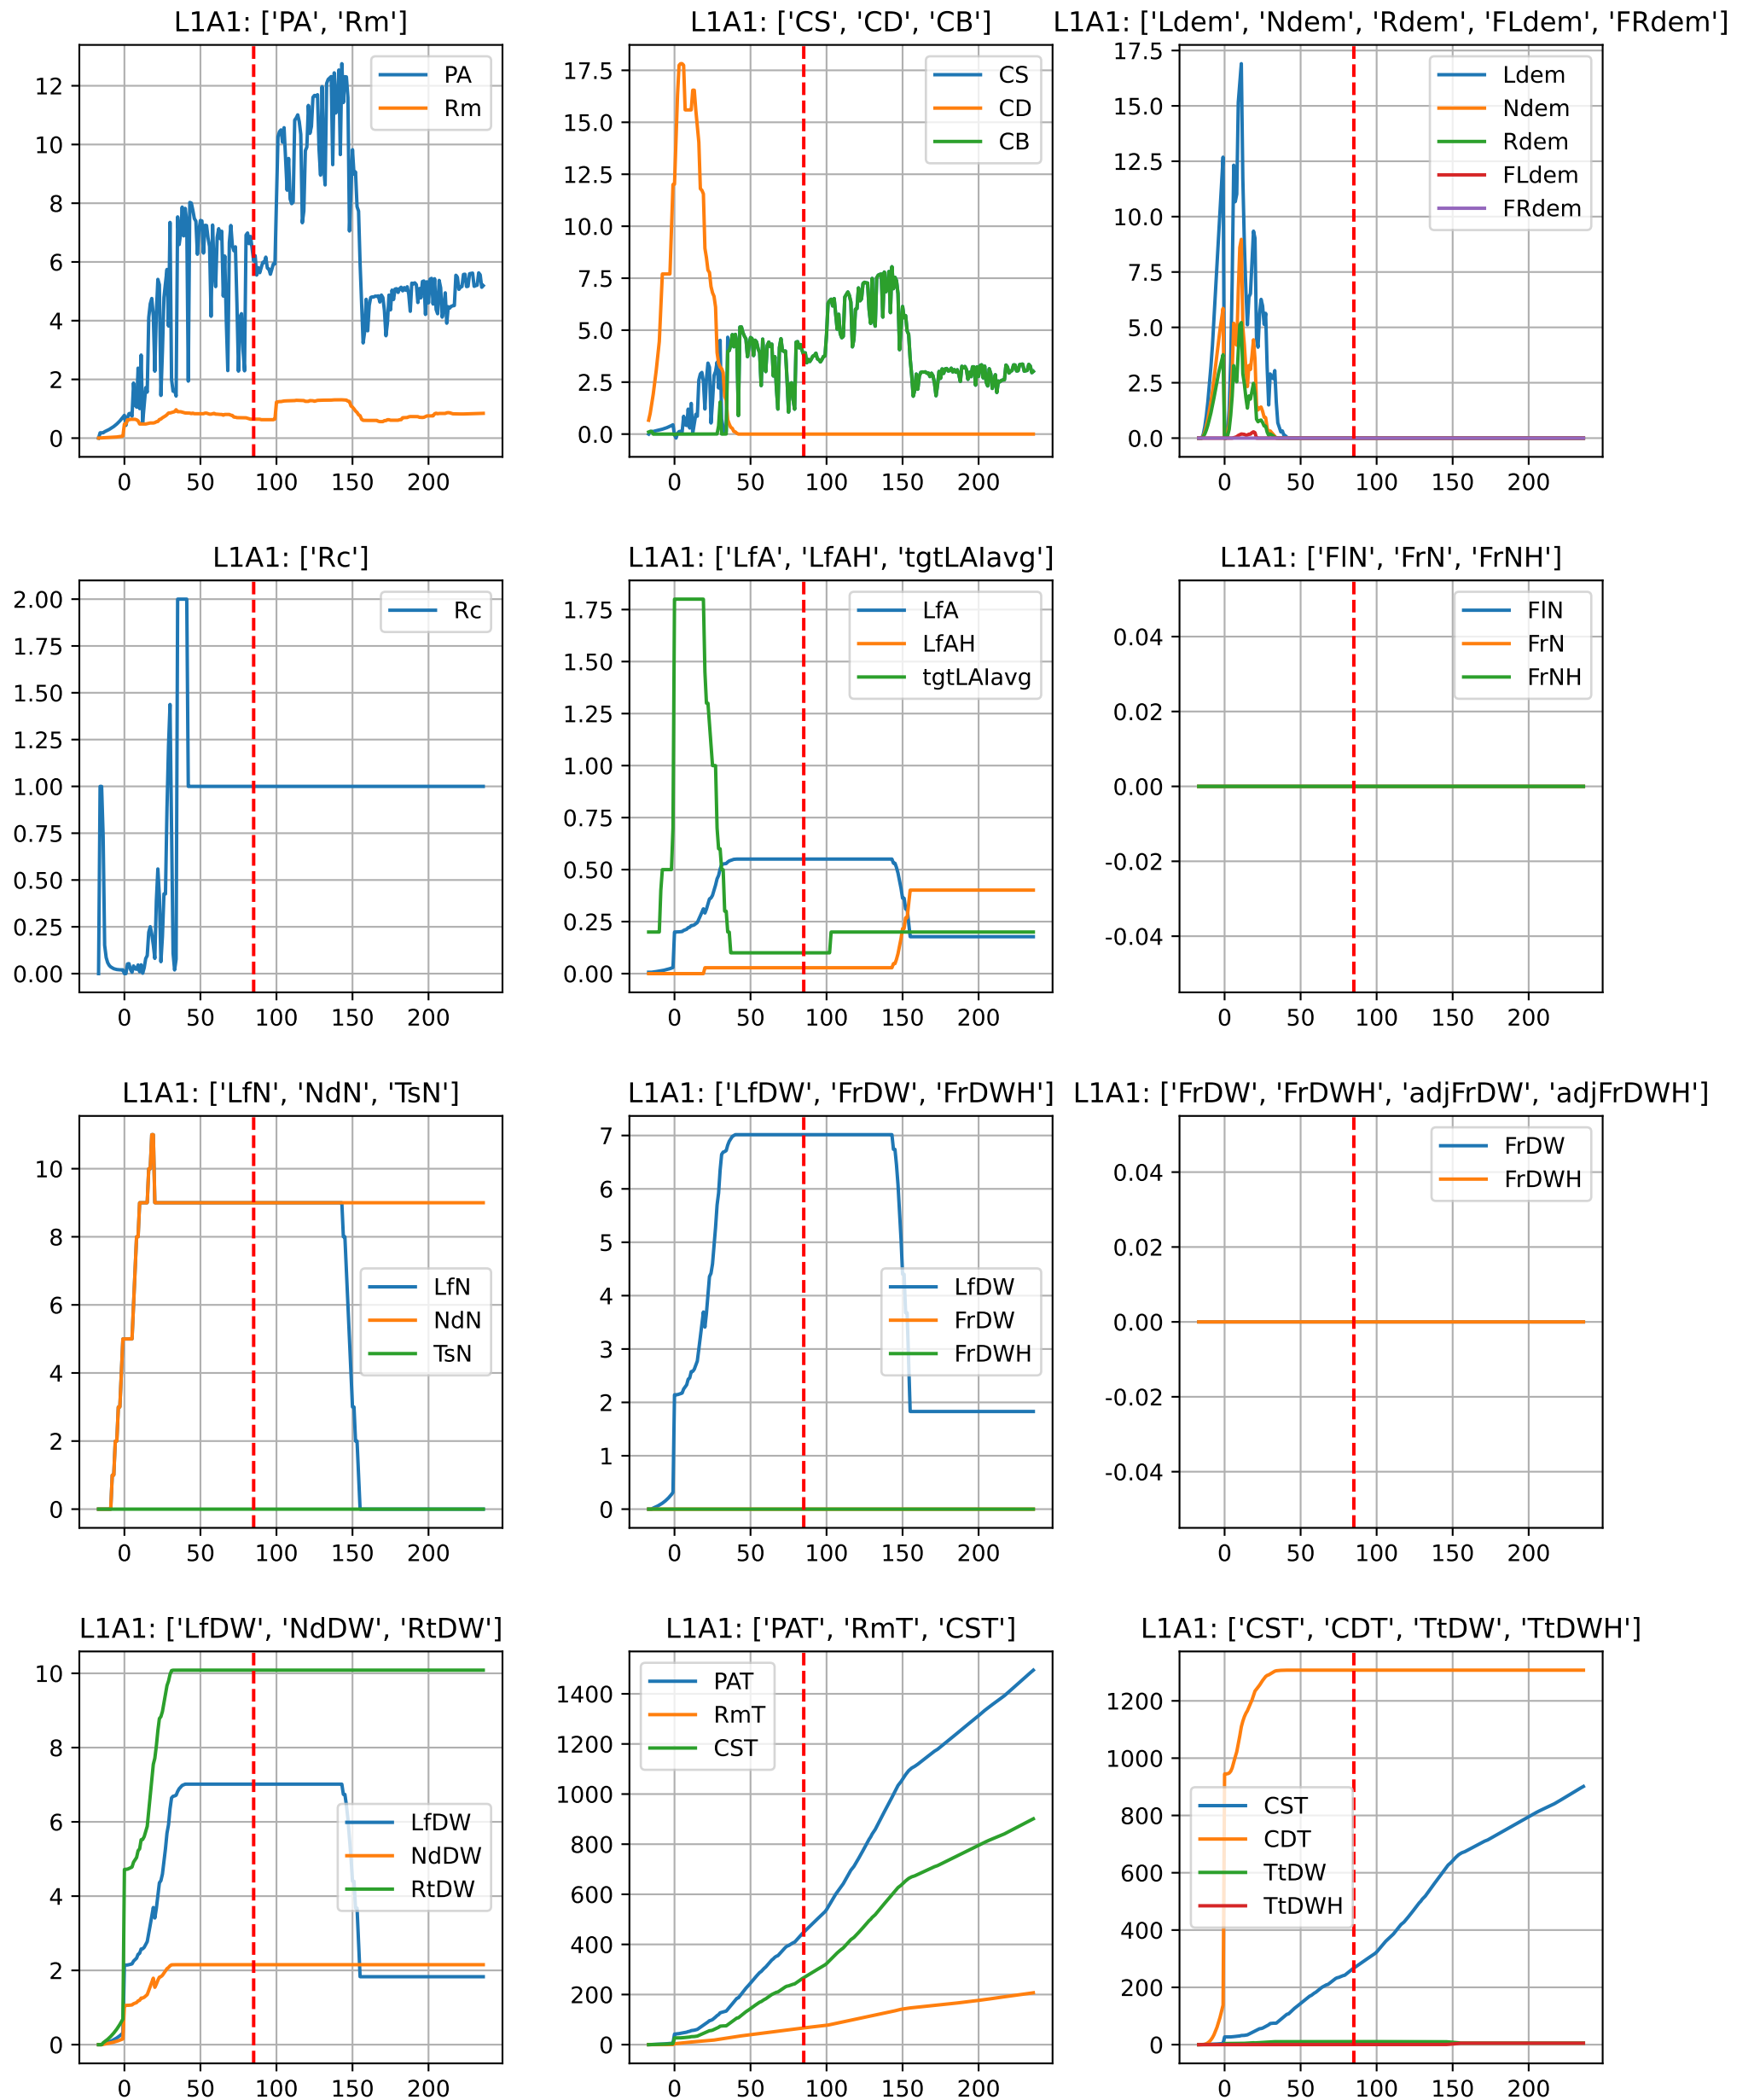 L1A1: ['PA', 'Rm']
12
10
8
6
4
2
0
0 50 100 150 200
PA
Rm
L1A1: ['CS', 'CD', 'CB']
17.5
15.0
12.5
10.0
7.5
5.0
2.5
0.0
0 50 100 150 200
CS
CD
CB
L1A1: ['Ldem', 'Ndem', 'Rdem', 'FLdem', 'FRdem']
17.5
15.0
12.5
10.0
7.5
5.0
2.5
0.0
0 50 100 150 200
Ldem
Ndem
Rdem
FLdem
FRdem
L1A1: ['Rc']
2.00
1.75
1.50
1.25
1.00
0.75
0.50
0.25
0.00
0 50 100 150 200
Rc
L1A1: ['LfA', 'LfAH', 'tgtLAIavg']
1.75
1.50
1.25
1.00
0.75
0.50
0.25
0.00
0 50 100 150 200
LfA
LfAH
tgtLAIavg
L1A1: ['FlN', 'FrN', 'FrNH']
0.04
0.02
0.00
-0.02
-0.04
0 50 100 150 200
FlN
FrN
FrNH
L1A1: ['LfN', 'NdN', 'TsN']
10
8
6
4
2
0
0 50 100 150 200
LfN
NdN
TsN
L1A1: ['LfDW', 'FrDW', 'FrDWH']
7
6
5
4
3
2
1
0
0 50 100 150 200
LfDW
FrDW
FrDWH
L1A1: ['FrDW', 'FrDWH', 'adjFrDW', 'adjFrDWH']
0.04
0.02
0.00
-0.02
-0.04
0 50 100 150 200
FrDW
FrDWH
L1A1: ['LfDW', 'NdDW', 'RtDW']
10
8
6
4
2
0
0 50 100 150 200
LfDW
NdDW
RtDW
L1A1: ['PAT', 'RmT', 'CST']
1400
1200
1000
800
600
400
200
0
0 50 100 150 200
PAT
RmT
CST
L1A1: ['CST', 'CDT', 'TtDW', 'TtDWH']
1200
1000
800
600
400
200
0
0 50 100 150 200
CST
CDT
TtDW
TtDWH